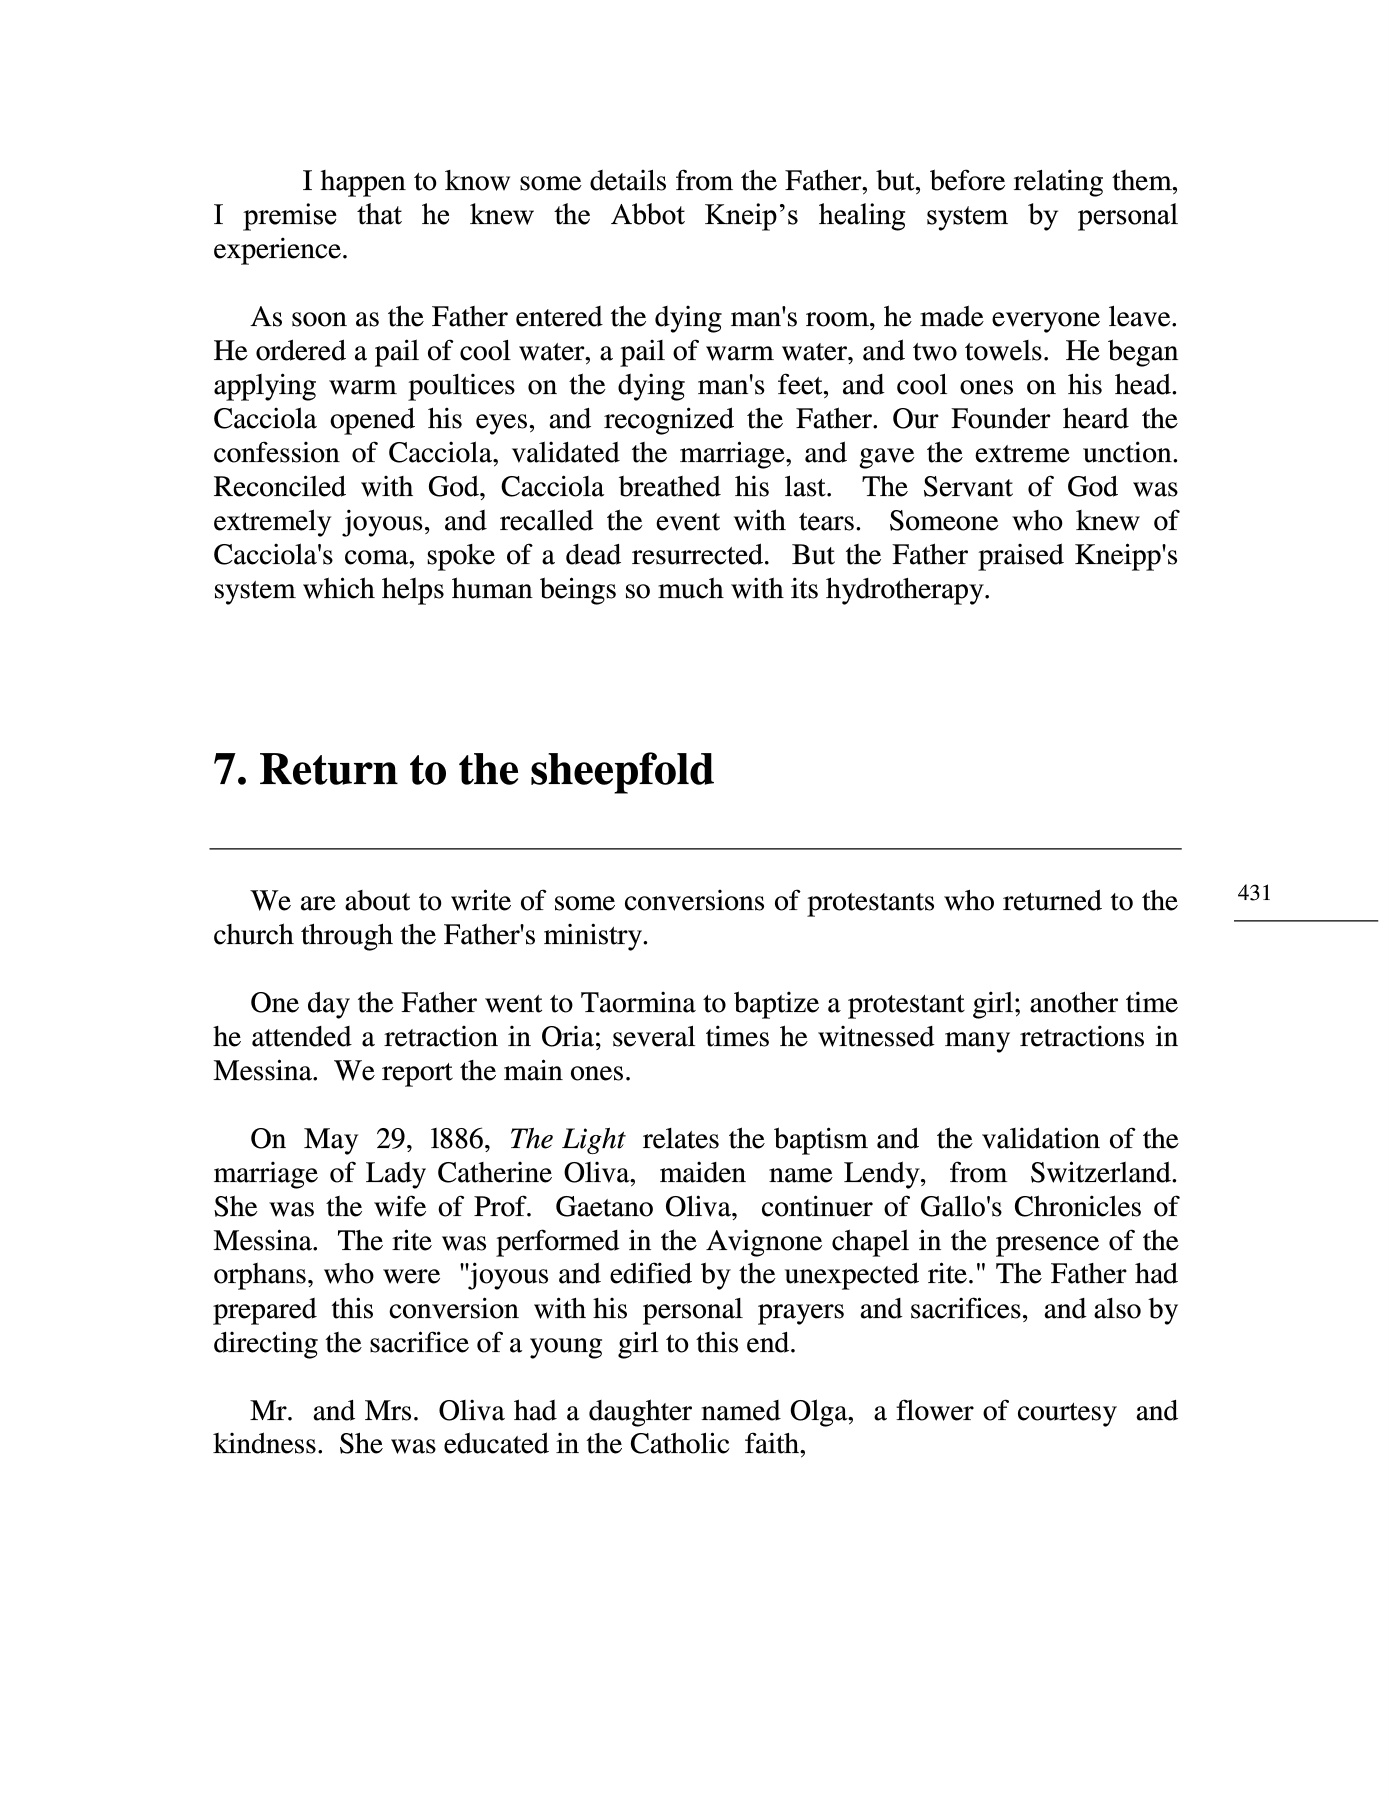 I happen to know some details from the Father, but, before relating them,
I premise that he knew the Abbot Kneip’s healing system by personal
experience.
As soon as the Father entered the dying man's room, he made everyone leave.
He ordered a pail of cool water, a pail of warm water, and two towels. He began
applying warm poultices on the dying man's feet, and cool ones on his head.
Cacciola opened his eyes, and recognized the Father. Our Founder heard the
confession of Cacciola, validated the marriage, and gave the extreme unction.
Reconciled with God, Cacciola breathed his last. The Servant of God was
extremely joyous, and recalled the event with tears. Someone who knew of
Cacciola's coma, spoke of a dead resurrected. But the Father praised Kneipp's
system which helps human beings so much with its hydrotherapy.
7. Return to the sheepfold
We are about to write of some conversions of protestants who returned to the
church through the Father's ministry.
431
One day the Father went to Taormina to baptize a protestant girl; another time
he attended a retraction in Oria; several times he witnessed many retractions in
Messina. We report the main ones.
On May 29, l886, The Light relates the baptism and the validation of the
marriage of Lady Catherine Oliva, maiden name Lendy, from Switzerland.
She was the wife of Prof. Gaetano Oliva, continuer of Gallo's Chronicles of
Messina. The rite was performed in the Avignone chapel in the presence of the
orphans, who were "joyous and edified by the unexpected rite." The Father had
prepared this conversion with his personal prayers and sacrifices, and also by
directing the sacrifice of a young girl to this end.
Mr. and Mrs. Oliva had a daughter named Olga, a flower of courtesy and
kindness. She was educated in the Catholic faith,